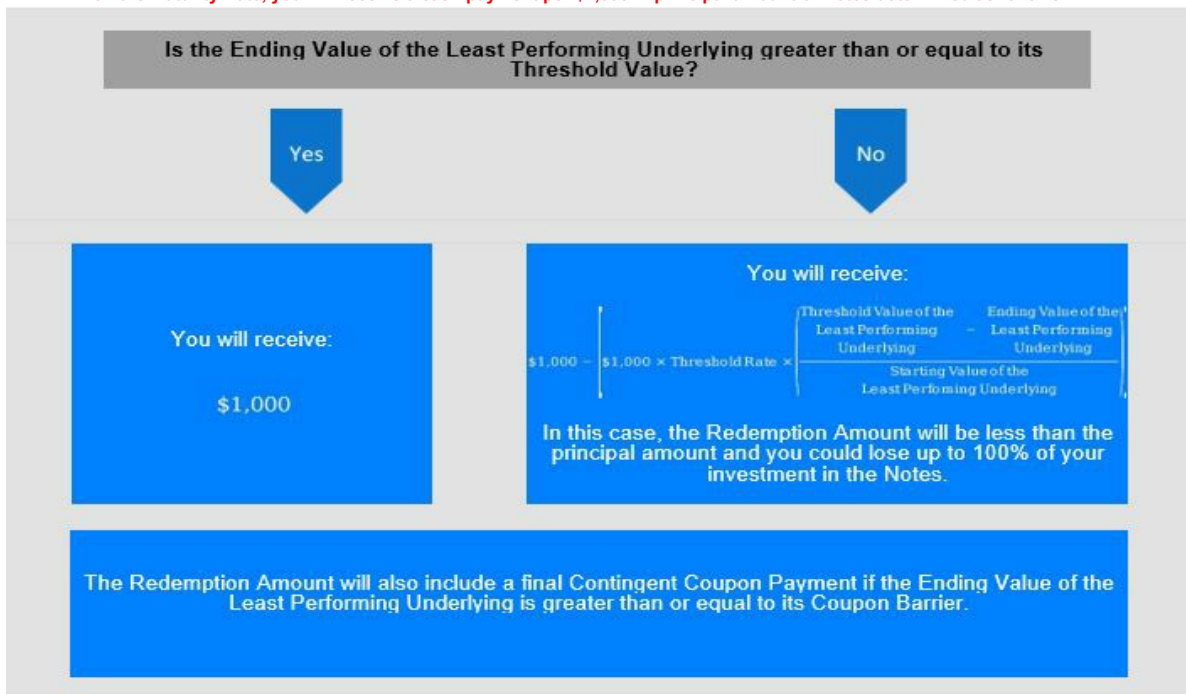 Is the Ending Value of the Least Performing Underlying greater than or equal to its
Threshold Value?
Yes
No
You will receive:
$1,000
You will receive:
$1,000 − [$1,000 × Threshold Rate × (
Threshold Value of the
Least Performing
Underlying
−
Ending Value of the
Least Performing
Underlying
Starting Value of the
Least Perfoming Underlying
)]
In this case, the Redemption Amount will be less than the
principal amount and you could lose up to 100% of your
investment in the Notes.
The Redemption Amount will also include a final Contingent Coupon Payment if the Ending Value of the
Least Performing Underlying is greater than or equal to its Coupon Barrier.